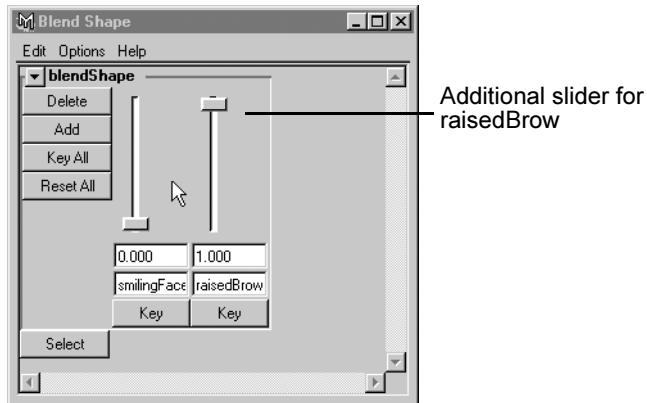 Blend Shape
Edit Options Help
blendShape
Delete
Add
Key All
Reset All
0.000 1.000
smilingFace raisedBrow
Key Key
Select
Additional slider for
raisedBrow